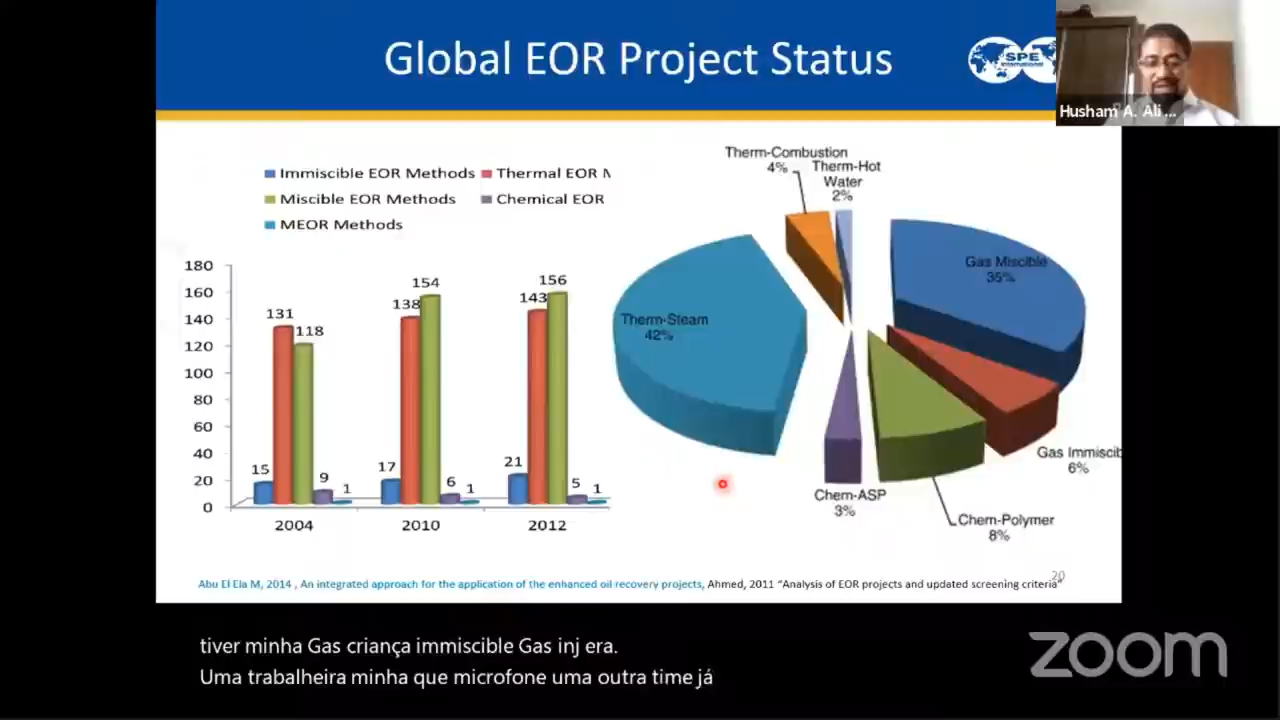 Global EOR Project Status
SPE
International
Husham A. Ali ...
Immiscible EOR Methods
Thermal EOR M
Miscible EOR Methods
Chemical EOR
MEOR Methods
180
160
140
120
100
80
60
40
20
0
15
131
118
9
1
17
138
154
6
1
21
143
156
5
1
2004
2010
2012
Therm-Combustion
4%
Therm-Hot
Water
2%
Gas Miscible
35%
Therm-Steam
42%
Gas Immiscib
6%
Chem-ASP
3%
Chem-Polymer
8%
20
Abu El Ela M, 2014 , An integrated approach for the application of the enhanced oil recovery projects, Ahmed, 2011 “Analysis of EOR projects and updated screening criteria”
tiver minha Gas criança immiscible Gas inj era.
Uma trabalheira minha que microfone uma outra time já
zoom